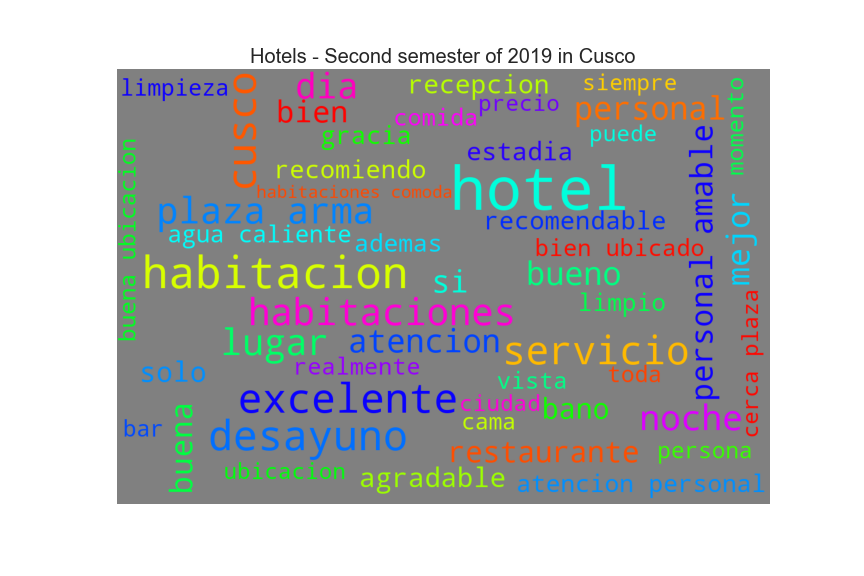 Hotels - Second semester of 2019 in Cusco
limpieza
cusco
dia
recepcion
siempre
bien
comida
precio
personal
momento
gracia
puede
estadia
recomiendo
habitaciones comoda
hotel
personal amable
buena ubicacion
plaza arma
recomendable
mejor
agua caliente
ademas
bien ubicado
habitacion
si
bueno
limpio
habitaciones
cerca plaza
lugar
atencion
servicio
solo
realmente
vista
toda
excelente
ciudad
bano
noche
bar
buena
desayuno
cama
restaurante
persona
ubicacion
agradable
atencion personal